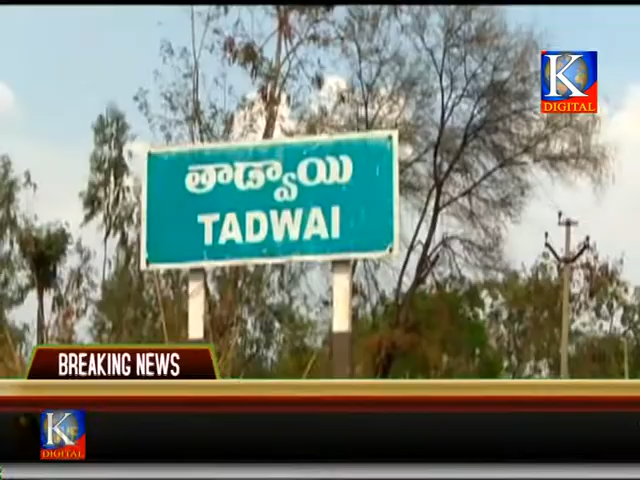 K
DIGITAL
తాడ్వాయి
TADWAI
BREAKING NEWS
K
DIGITAL